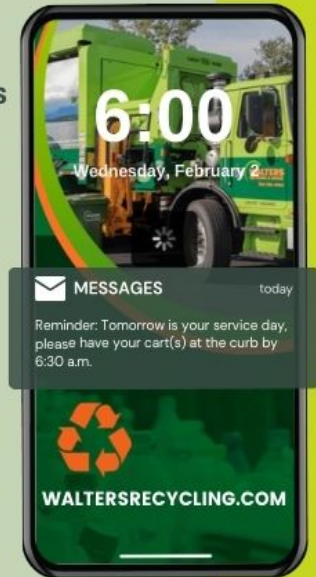 s
6:00
Wednesday, February 2
WALTERS
MESSAGES today
Reminder: Tomorrow is your service day,
please have your cart(s) at the curb by
6:30 a.m.
WALTERSRECYCLING.COM